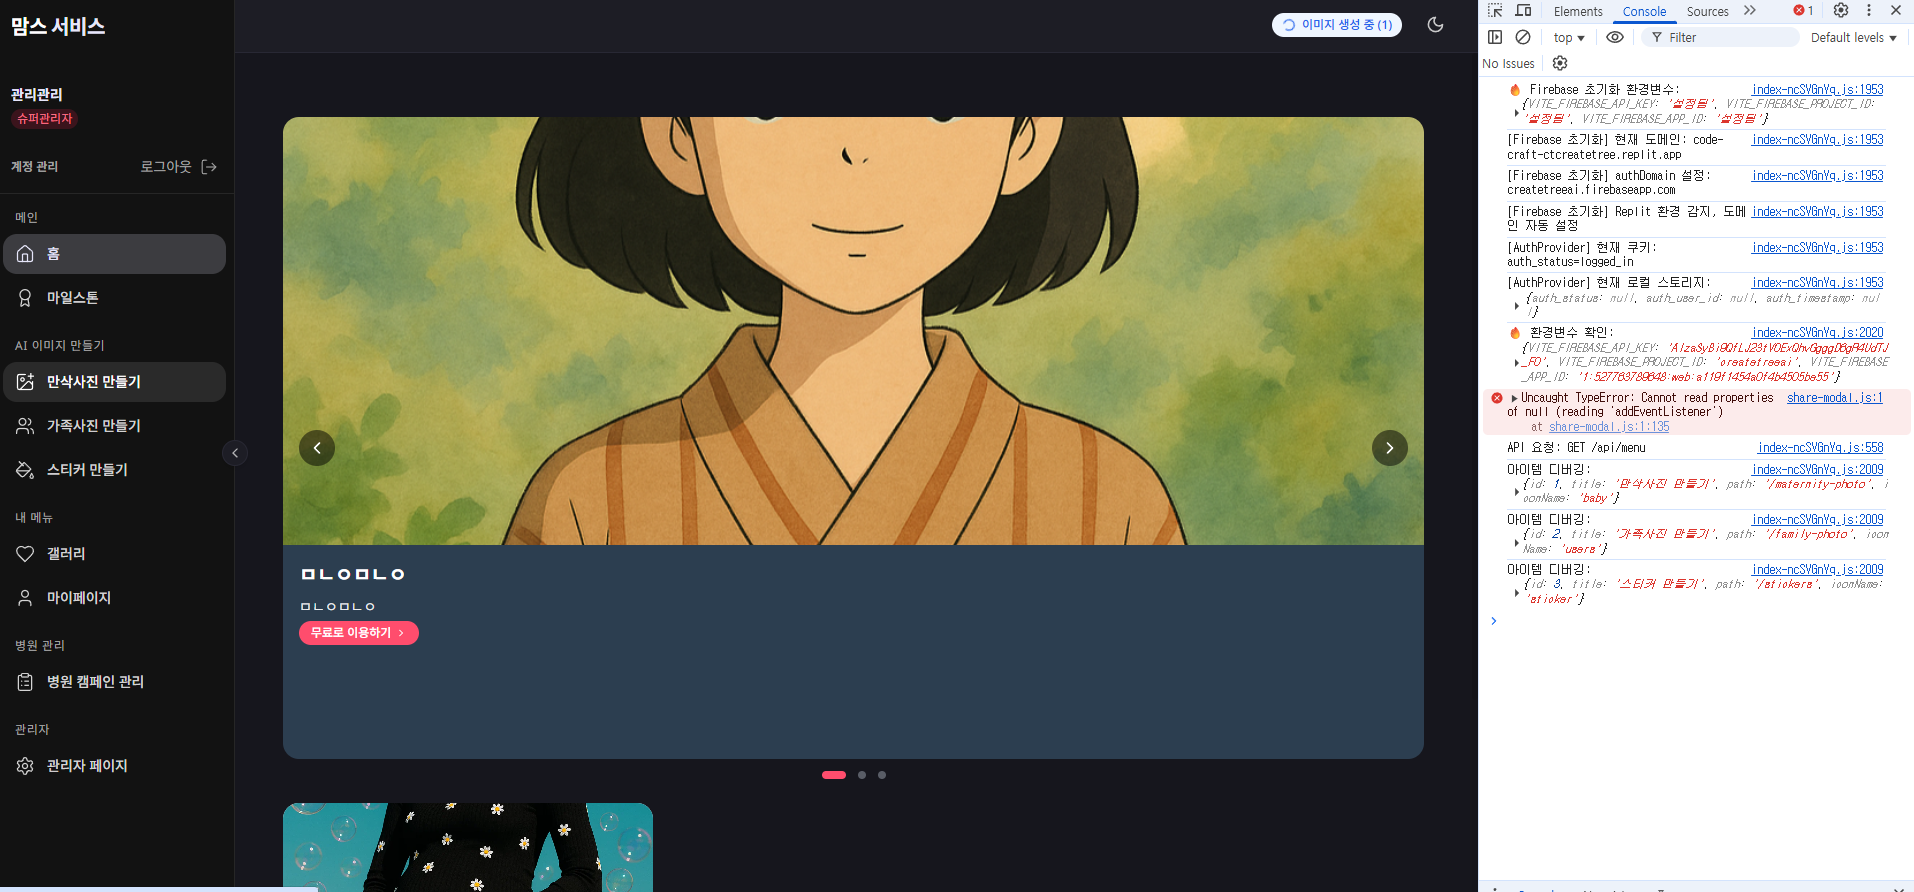 맘스 서비스
관리관리
슈퍼관리자
계정 관리
로그아웃
메인
홈
마일스톤
AI 이미지 만들기
만삭사진 만들기
가족사진 만들기
스티커 만들기
내 메뉴
갤러리
마이페이지
병원 관리
병원 캠페인 관리
관리자
관리자 페이지
이미지 생성 중 (1)
ㅁㄴㅇㅁㄴㅇ
ㅁㄴㅇㅁㄴㅇ
무료로 이용하기
Elements Console Sources 1
top Filter Default levels
No Issues
🔥 Firebase 초기화 환경변수: index-ncSVGnYq.js:1953
{VITE_FIREBASE_API_KEY: '설정됨', VITE_FIREBASE_PROJECT_ID:
'설정됨', VITE_FIREBASE_APP_ID: '설정됨'}
[Firebase 초기화] 현재 도메인: code- index-ncSVGnYq.js:1953
craft-ctcreatetree.replit.app
[Firebase 초기화] authDomain 설정: index-ncSVGnYq.js:1953
createtreeai.firebaseapp.com
[Firebase 초기화] Replit 환경 감지, 도메 index-ncSVGnYq.js:1953
인 자동 설정
[AuthProvider] 현재 쿠키: index-ncSVGnYq.js:1953
auth_status=logged_in
[AuthProvider] 현재 로컬 스토리지: index-ncSVGnYq.js:1953
{auth_status: null, auth_user_id: null, auth_timestamp: nul
l}
🔥 환경변수 확인: index-ncSVGnYq.js:2020
{VITE_FIREBASE_API_KEY:
, VITE_FIREBASE_PROJECT_ID: 'createtreeai', VITE_FIREBASE
_APP_ID: '1:527763789648:web:a119f1454a0f4b4505be55'}
Uncaught TypeError: Cannot read properties share-modal.js:1
of null (reading 'addEventListener')
at share-modal.js:1:135
API 요청: GET /api/menu index-ncSVGnYq.js:558
아이템 디버깅: index-ncSVGnYq.js:2009
{id: 1, title: '만삭사진 만들기', path: '/maternity-photo', i
conName: 'baby'}
아이템 디버깅: index-ncSVGnYq.js:2009
{id: 2, title: '가족사진 만들기', path: '/family-photo', icon
Name: 'users'}
아이템 디버깅: index-ncSVGnYq.js:2009
{id: 3, title: '스티커 만들기', path: '/stickers', iconName:
'sticker'}